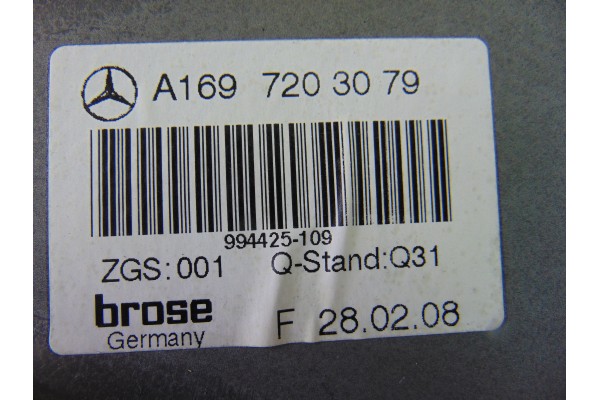 A169 720 30 79
994425-109
ZGS:001 Q-Stand:Q31
brose F 28.02.08
Germany